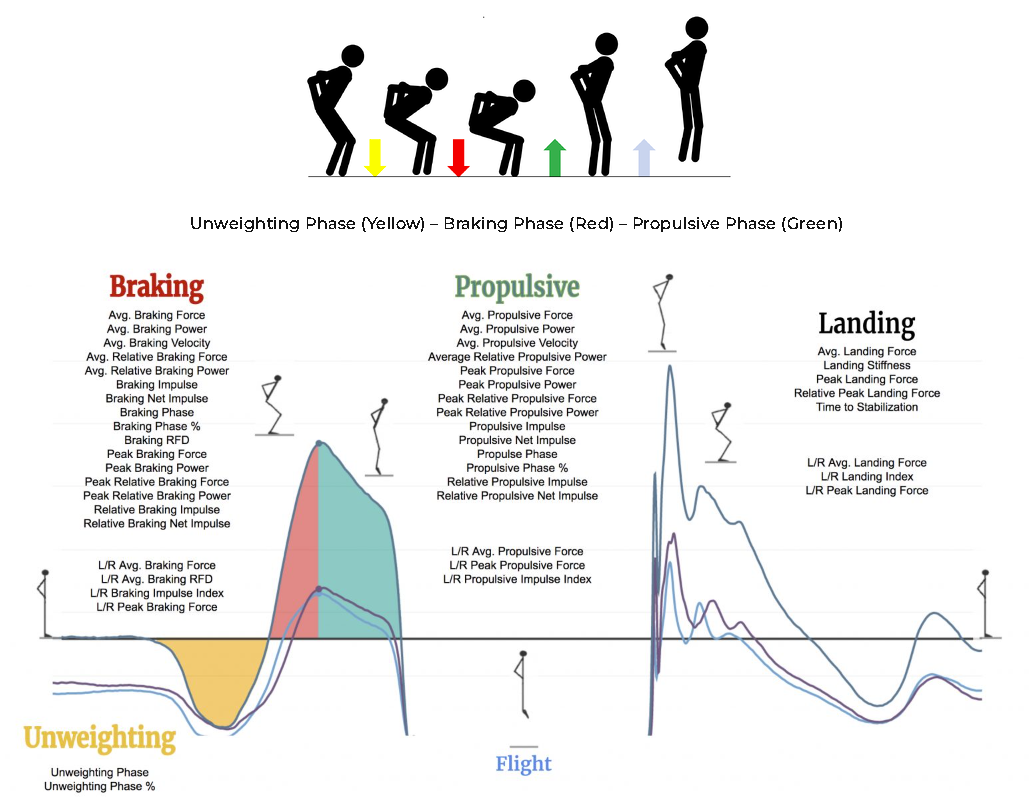 Unweighting Phase (Yellow) – Braking Phase (Red) – Propulsive Phase (Green)
Braking
Avg. Braking Force
Avg. Braking Power
Avg. Braking Velocity
Avg. Relative Braking Force
Avg. Relative Braking Power
Braking Impulse
Braking Net Impulse
Braking Phase
Braking Phase %
Braking RFD
Peak Braking Force
Peak Braking Power
Peak Relative Braking Force
Peak Relative Braking Power
Relative Braking Impulse
Relative Braking Net Impulse
L/R Avg. Braking Force
L/R Avg. Braking RFD
L/R Braking Impulse Index
L/R Peak Braking Force
Propulsive
Avg. Propulsive Force
Avg. Propulsive Power
Avg. Propulsive Velocity
Average Relative Propulsive Power
Peak Propulsive Force
Peak Propulsive Power
Peak Relative Propulsive Force
Peak Relative Propulsive Power
Propulsive Impulse
Propulsive Net Impulse
Propulse Phase
Propulsive Phase %
Relative Propulsive Impulse
Relative Propulsive Net Impulse
L/R Avg. Propulsive Force
L/R Peak Propulsive Force
L/R Propulsive Impulse Index
Landing
Avg. Landing Force
Landing Stiffness
Peak Landing Force
Relative Peak Landing Force
Time to Stabilization
L/R Avg. Landing Force
L/R Landing Index
L/R Peak Landing Force
Unweighting
Unweighting Phase
Unweighting Phase %
Flight